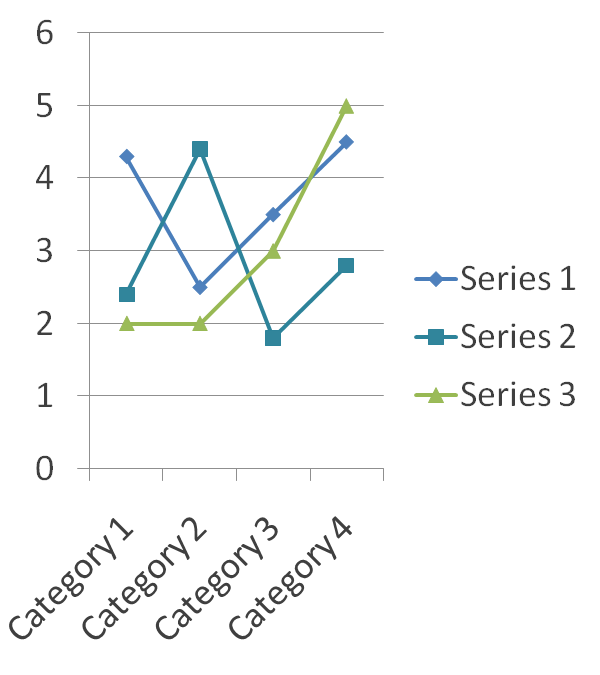 6
5
4
3
2
1
0
Category 1
Category 2
Category 3
Category 4
Series 1
Series 2
Series 3